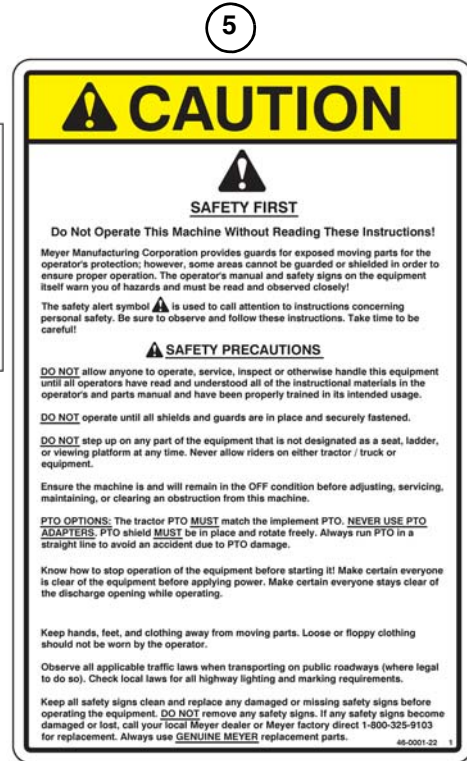 5
CAUTION
SAFETY FIRST
Do Not Operate This Machine Without Reading These Instructions!
Meyer Manufacturing Corporation provides guards for exposed moving parts for the
operator's protection; however, some areas cannot be guarded or shielded in order to
ensure proper operation. The operator's manual and safety signs on the equipment
itself warn you of hazards and must be read and observed closely!
The safety alert symbol is used to call attention to instructions concerning
personal safety. Be sure to observe and follow these instructions. Take time to be
careful!
SAFETY PRECAUTIONS
DO NOT allow anyone to operate, service, inspect or otherwise handle this equipment
until all operators have read and understood all of the instructional materials in the
operator's and parts manual and have been properly trained in its intended usage.
DO NOT operate until all shields and guards are in place and securely fastened.
DO NOT step up on any part of the equipment that is not designated as a seat, ladder,
or viewing platform at any time. Never allow riders on either tractor / truck or
equipment.
Ensure the machine is and will remain in the OFF condition before adjusting, servicing,
maintaining, or clearing an obstruction from this machine.
PTO OPTIONS: The tractor PTO MUST match the implement PTO. NEVER USE PTO
ADAPTERS. PTO shield MUST be in place and rotate freely. Always run PTO in a
straight line to avoid an accident due to PTO damage.
Know how to stop operation of the equipment before starting it! Make certain everyone
is clear of the equipment before applying power. Make certain everyone stays clear of
the discharge opening while operating.
Keep hands, feet, and clothing away from moving parts. Loose or floppy clothing
should not be worn by the operator.
Observe all applicable traffic laws when transporting on public roadways (where legal
to do so). Check local laws for all highway lighting and marking requirements.
Keep all safety signs clean and replace any damaged or missing safety signs before
operating the equipment. DO NOT remove any safety signs. If any safety signs become
damaged or lost, call your local Meyer dealer or Meyer factory direct 1-800-325-9103
for replacement. Always use GENUINE MEYER replacement parts.
46-0001-22 1